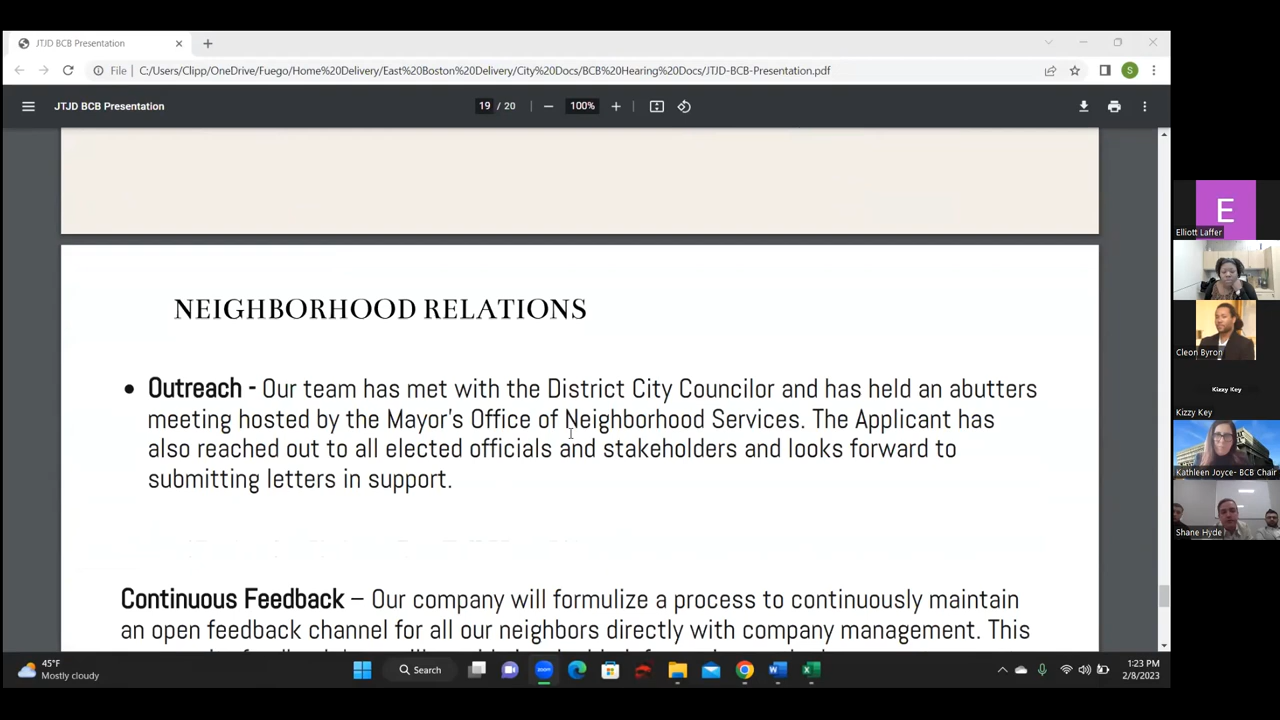 JTJD BCB Presentation
File
C:/Users/Clipp/OneDrive/Fuego/Home%20Delivery/East%20Boston%20Delivery/City%20Docs/BCB%20Hearing%20Docs/JTJD-BCB-Presentation.pdf
S
JTJD BCB Presentation
19 / 20
100%
NEIGHBORHOOD RELATIONS
• Outreach - Our team has met with the District City Councilor and has held an abutters
meeting hosted by the Mayor's Office of Neighborhood Services. The Applicant has
also reached out to all elected officials and stakeholders and looks forward to
submitting letters in support.
Continuous Feedback – Our company will formulize a process to continuously maintain
an open feedback channel for all our neighbors directly with company management. This
E
Elliott Laffer
Cleon Byron
Kizzy Key
Kizzy Key
Kathleen Joyce- BCB Chair
Shane Hyde
45°F
Mostly cloudy
Search
zoom
1:23 PM
2/8/2023